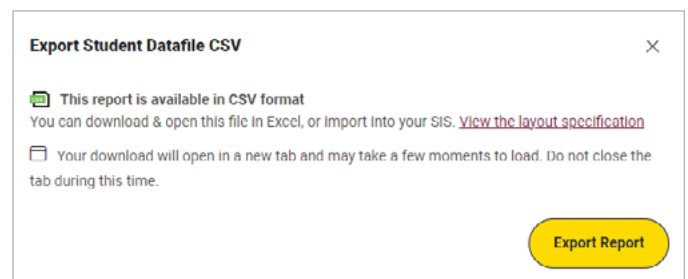 Export Student Datafile CSV
This report is available in CSV format
You can download & open this file in Excel, or import into your SIS. View the layout specification
Your download will open in a new tab and may take a few moments to load. Do not close the
tab during this time.
Export Report